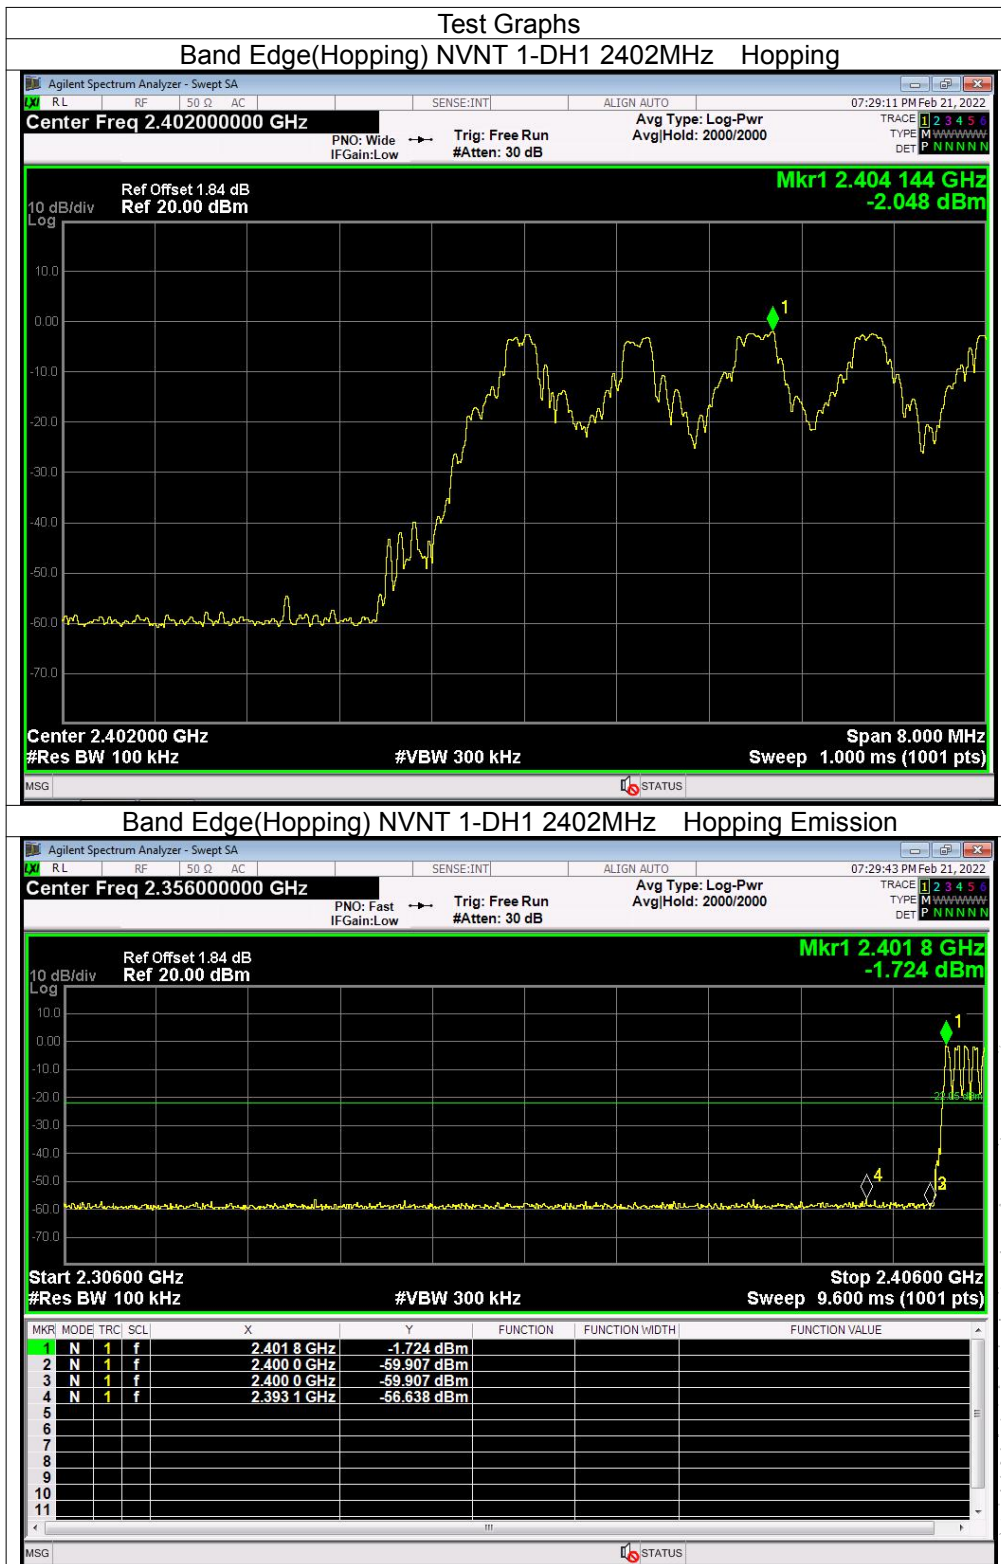 Test Graphs
Band Edge(Hopping) NVNT 1-DH1 2402MHz Hopping
Agilent Spectrum Analyzer - Swept SA
LXI RL RF 50 Ω AC SENSE:INT ALIGN AUTO 07:29:11 PM Feb 21, 2022
Center Freq 2.402000000 GHz Avg Type: Log-Pwr TRACE 1 2 3 4 5 6
PNO: Wide Trig: Free Run Avg|Hold: 2000/2000 TYPE M WWWWW
IFGain:Low #Atten: 30 dB DET P N N N N N
Mkr1 2.404 144 GHz
Ref Offset 1.84 dB
10 dB/div Ref 20.00 dBm -2.048 dBm
Log
10.0
1
0.00
-10.0
-20.0
-30.0
-40.0
-50.0
-60.0
-70.0
Center 2.402000 GHz Span 8.000 MHz
#Res BW 100 kHz #VBW 300 kHz Sweep 1.000 ms (1001 pts)
MSG STATUS
Band Edge(Hopping) NVNT 1-DH1 2402MHz Hopping Emission
Agilent Spectrum Analyzer - Swept SA
LXI RL RF 50 Ω AC SENSE:INT ALIGN AUTO 07:29:43 PM Feb 21, 2022
Center Freq 2.356000000 GHz Avg Type: Log-Pwr TRACE 1 2 3 4 5 6
PNO: Fast Trig: Free Run Avg|Hold: 2000/2000 TYPE M WWWWW
IFGain:Low #Atten: 30 dB DET P N N N N N
Mkr1 2.401 8 GHz
Ref Offset 1.84 dB
10 dB/div Ref 20.00 dBm -1.724 dBm
Log
10.0
1
0.00
-10.0
-20.0
-30.0
-40.0
-50.0 4
3
-60.0
-70.0
Start 2.30600 GHz Stop 2.40600 GHz
#Res BW 100 kHz #VBW 300 kHz Sweep 9.600 ms (1001 pts)
MKR MODE TRC SCL X Y FUNCTION FUNCTION WIDTH FUNCTION VALUE
1 N 1 f 2.401 8 GHz -1.724 dBm
2 N 1 f 2.400 0 GHz -59.907 dBm
3 N 1 f 2.400 0 GHz -59.907 dBm
4 N 1 f 2.393 1 GHz -56.638 dBm
5
6
7
8
9
10
11
MSG STATUS